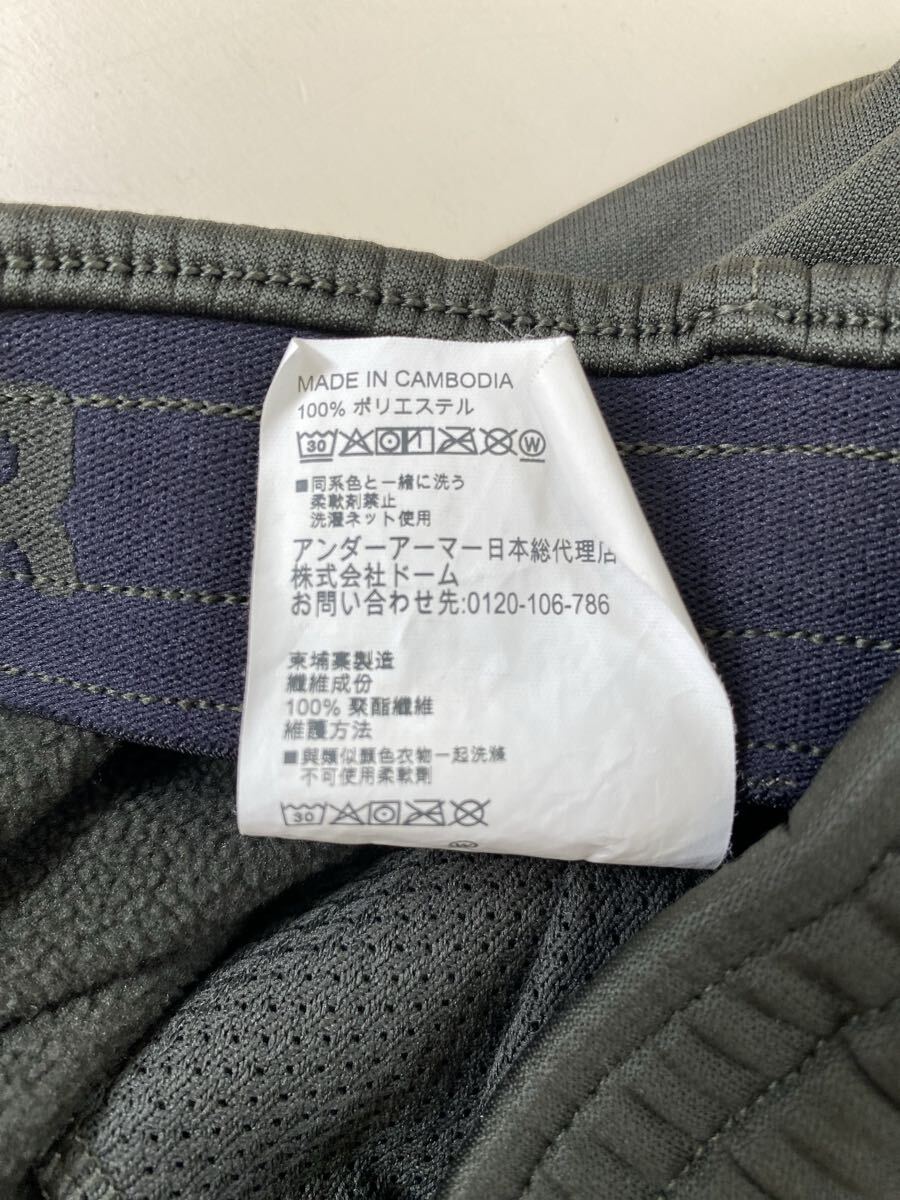 MADE IN CAMBODIA
100% ポリエステル
30 W
■同系色と一緒に洗う
柔軟剤禁止
洗濯ネット使用
アンダーアーマー日本総代理店
株式会社ドーム
お問い合わせ先:0120-106-786
柬埔寨製造
纖維成份
100% 聚酯纖維
維護方法
■與類似顏色衣物一起洗滌
不可使用柔軟劑
30
W
R